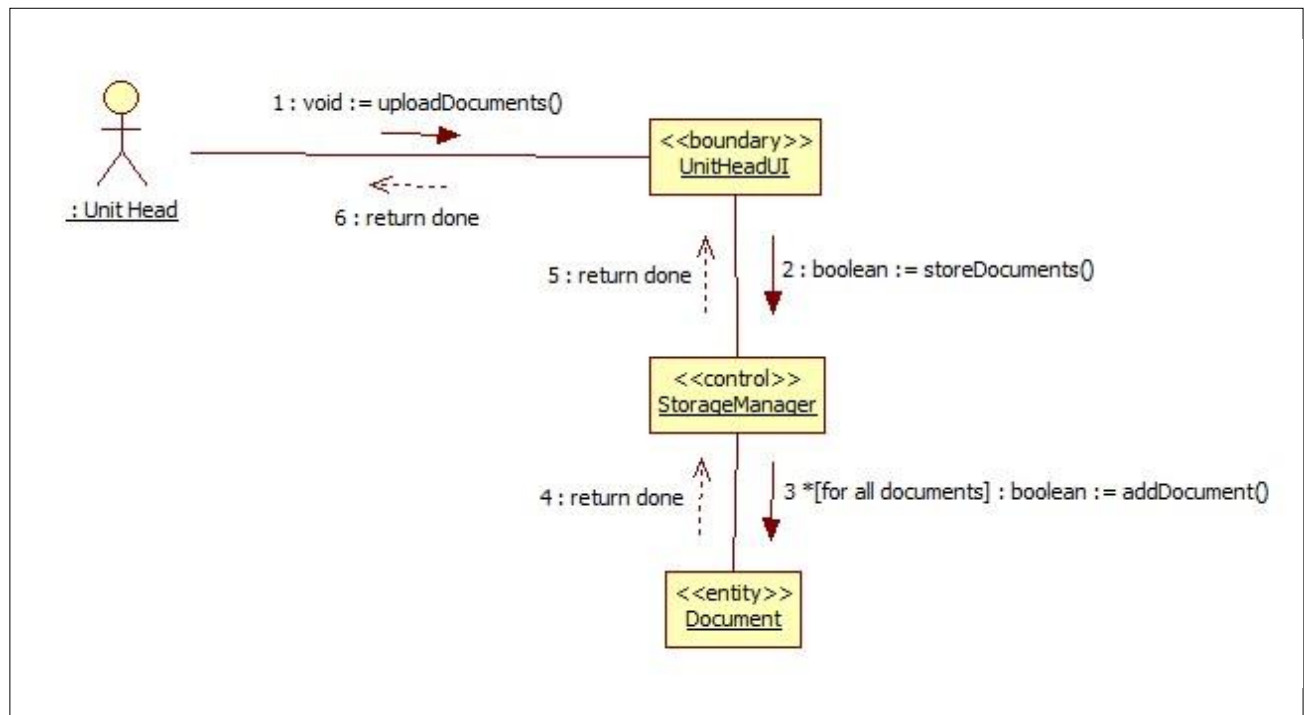 1 : void := uploadDocuments()
<<boundary>>
UnitHeadUI
: Unit Head
6 : return done
5 : return done
2 : boolean := storeDocuments()
<<control>>
StorageManager
4 : return done
3 *[for all documents] : boolean := addDocument()
<<entity>>
Document